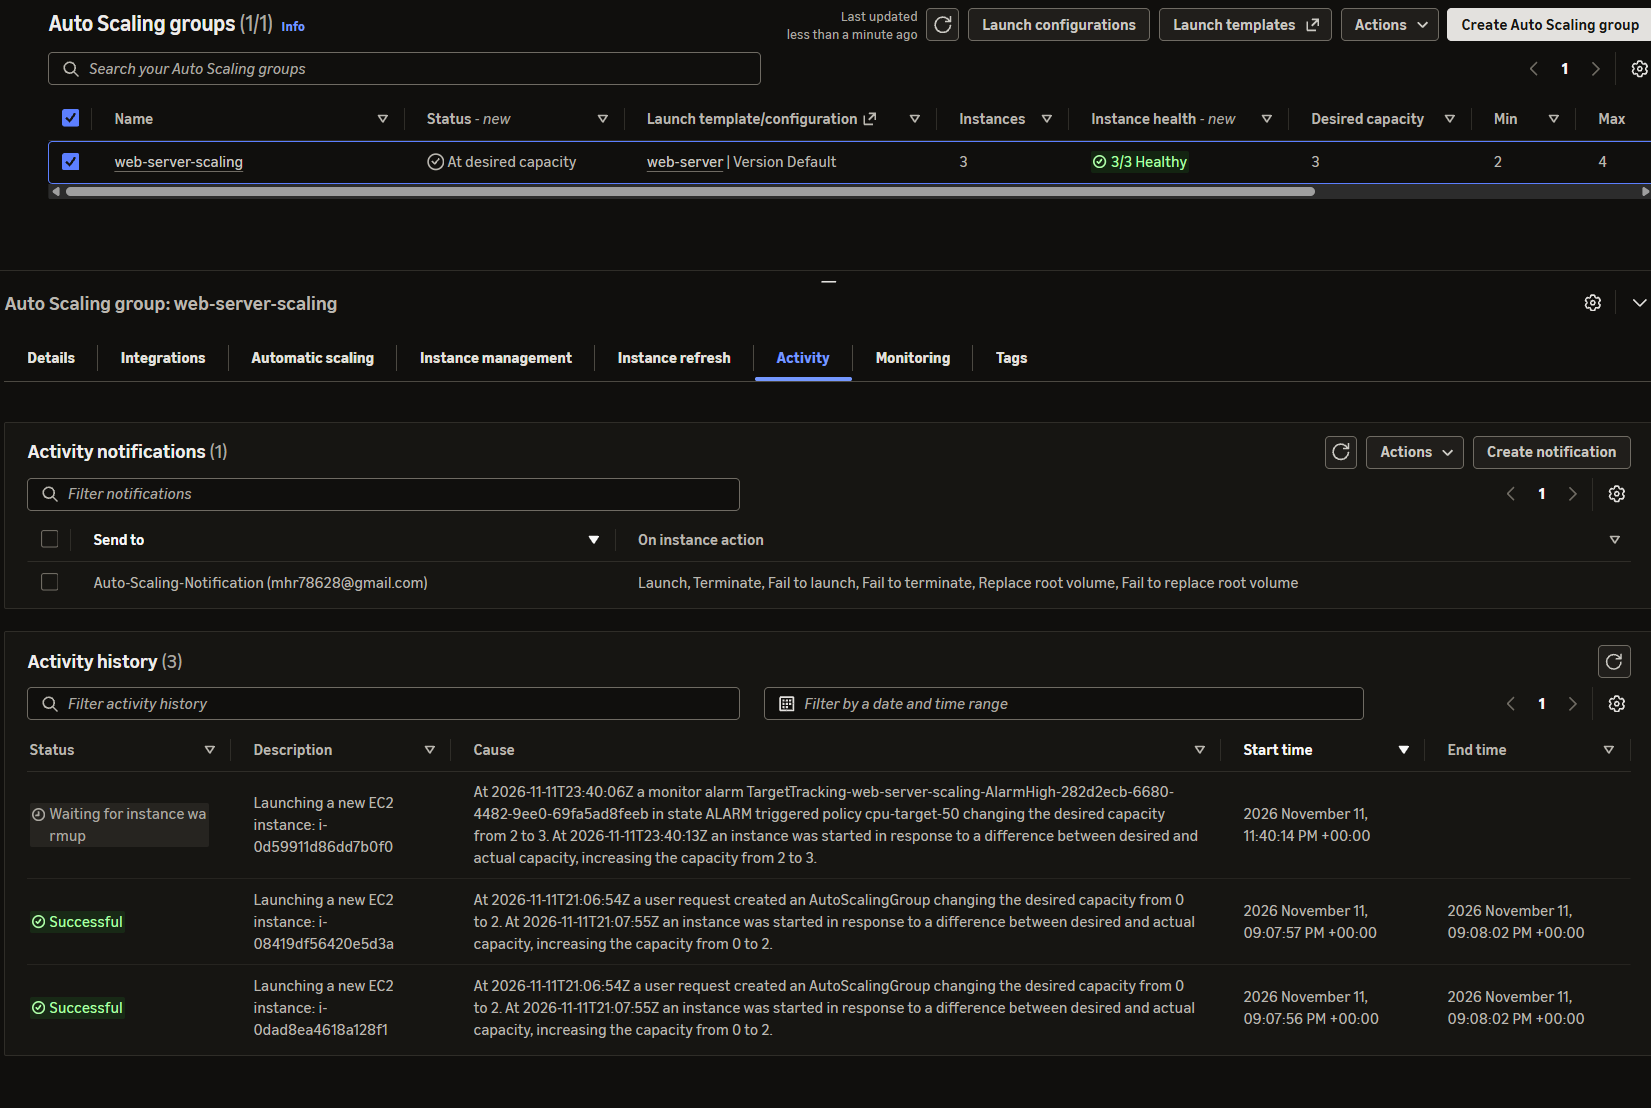 Auto Scaling groups (1/1) Info
Last updated
less than a minute ago
Launch configurations
Launch templates
Actions
Create Auto Scaling group
Search your Auto Scaling groups
1
Name
Status - new
Launch template/configuration
Instances
Instance health - new
Desired capacity
Min
Max
web-server-scaling
At desired capacity
web-server | Version Default
3
3/3 Healthy
3
2
4
Auto Scaling group: web-server-scaling
Details
Integrations
Automatic scaling
Instance management
Instance refresh
Activity
Monitoring
Tags
Activity notifications (1)
Actions
Create notification
Filter notifications
1
Send to
On instance action
Auto-Scaling-Notification (mhr78628@gmail.com)
Launch, Terminate, Fail to launch, Fail to terminate, Replace root volume, Fail to replace root volume
Activity history (3)
Filter activity history
Filter by a date and time range
1
Status
Description
Cause
Start time
End time
Waiting for instance wa
rmup
Launching a new EC2
instance: i-
0d59911d86dd7b0f0
At 2026-11-11T23:40:06Z a monitor alarm TargetTracking-web-server-scaling-AlarmHigh-282d2ecb-6680-
4482-9ee0-69fa5ad8feeb in state ALARM triggered policy cpu-target-50 changing the desired capacity
from 2 to 3. At 2026-11-11T23:40:13Z an instance was started in response to a difference between desired and
actual capacity, increasing the capacity from 2 to 3.
2026 November 11,
11:40:14 PM +00:00
Successful
Launching a new EC2
instance: i-
08419df56420e5d3a
At 2026-11-11T21:06:54Z a user request created an AutoScalingGroup changing the desired capacity from 0
to 2. At 2026-11-11T21:07:55Z an instance was started in response to a difference between desired and actual
capacity, increasing the capacity from 0 to 2.
2026 November 11,
09:07:57 PM +00:00
2026 November 11,
09:08:02 PM +00:00
Successful
Launching a new EC2
instance: i-
0dad8ea4618a128f1
At 2026-11-11T21:06:54Z a user request created an AutoScalingGroup changing the desired capacity from 0
to 2. At 2026-11-11T21:07:55Z an instance was started in response to a difference between desired and actual
capacity, increasing the capacity from 0 to 2.
2026 November 11,
09:07:56 PM +00:00
2026 November 11,
09:08:02 PM +00:00